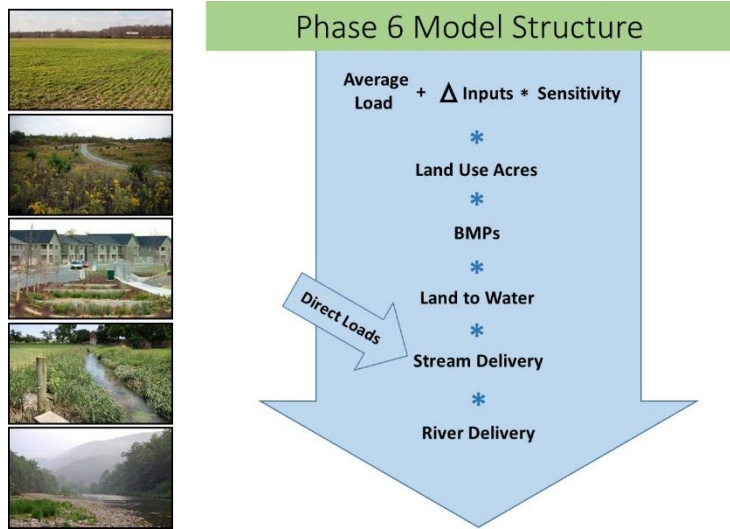 Phase 6 Model Structure
Average Load + Δ Inputs * Sensitivity
*
Land Use Acres
*
BMPs
*
Land to Water
*
Direct Loads
Stream Delivery
*
River Delivery